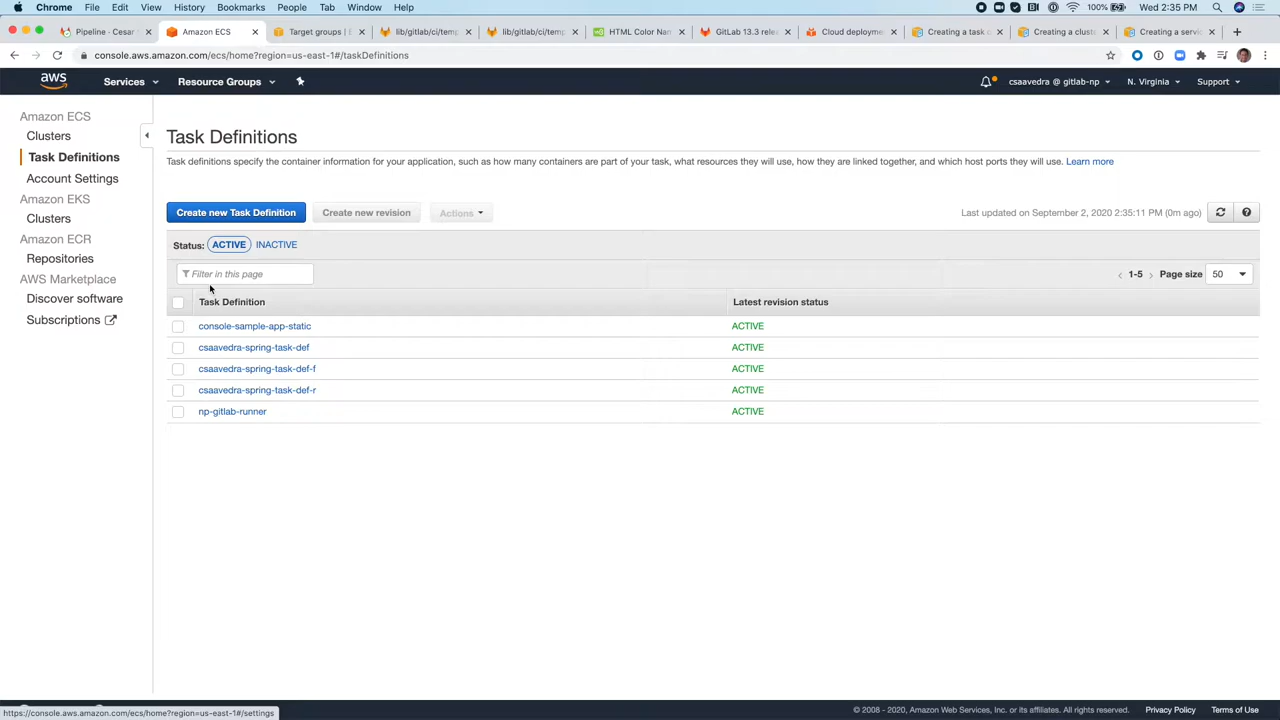 Chrome File Edit View History Bookmarks People Tab Window Help 100% Wed 2:35 PM
Pipeline - Cesar Amazon ECS Target groups | E lib/gitlab/ci/temp lib/gitlab/ci/temp HTML Color Nam GitLab 13.3 rele Cloud deployme Creating a task Creating a clust Creating a servi
console.aws.amazon.com/ecs/home?region=us-east-1#/taskDefinitions
aws Services Resource Groups csaavedra @ gitlab-np N. Virginia Support
Amazon ECS
Clusters
Task Definitions
Account Settings
Amazon EKS
Clusters
Amazon ECR
Repositories
AWS Marketplace
Discover software
Subscriptions
Task Definitions
Task definitions specify the container information for your application, such as how many containers are part of your task, what resources they will use, how they are linked together, and which host ports they will use. Learn more
Create new Task Definition Create new revision Actions Last updated on September 2, 2020 2:35:11 PM (0m ago)
Status: ACTIVE INACTIVE
Filter in this page 1-5 Page size 50
Task Definition Latest revision status
console-sample-app-static ACTIVE
csaavedra-spring-task-def ACTIVE
csaavedra-spring-task-def-f ACTIVE
csaavedra-spring-task-def-r ACTIVE
np-gitlab-runner ACTIVE
https://console.aws.amazon.com/ecs/home?region=us-east-1#/settings
© 2008 - 2020, Amazon Web Services, Inc. or its affiliates. All rights reserved. Privacy Policy Terms of Use